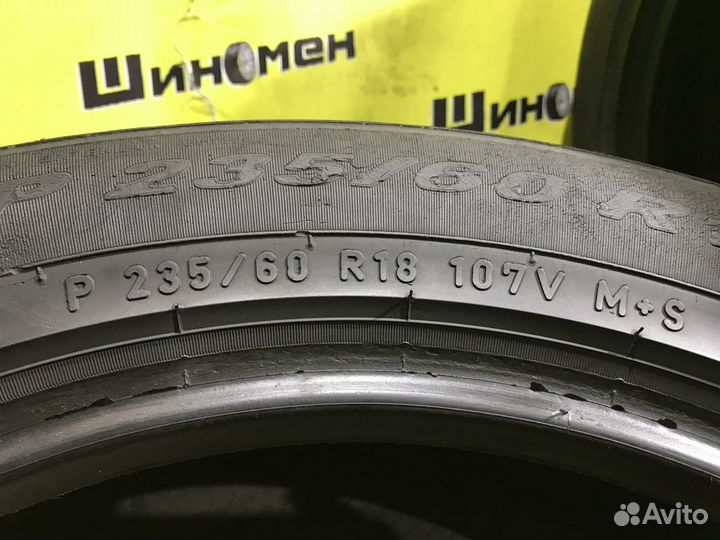 Шиномен
Шино
P 235/60 R
P 235/60 R18 107V M+S
Avito